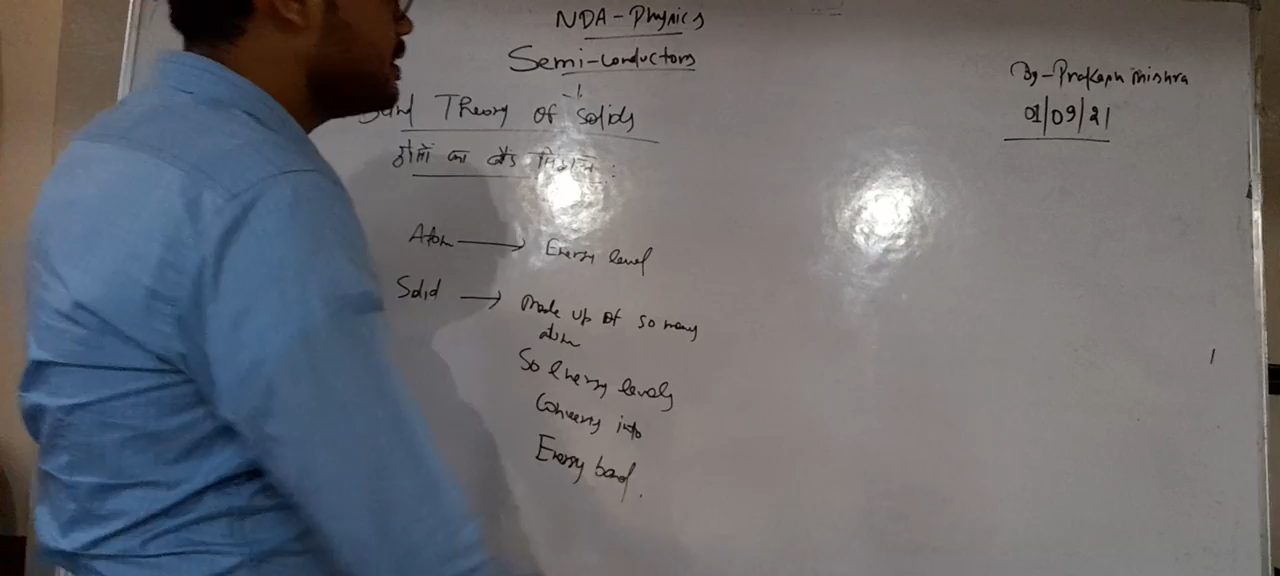 NDA-Physics
Semi-conductors
By-Prakash Mishra
01/09/21
Band Theory of Solids
ठोसों का बैंड सिद्धान्त :
Atom → Energy level
Solid → Made up of so many
atom
So Energy levels
Convers into
Energy band.